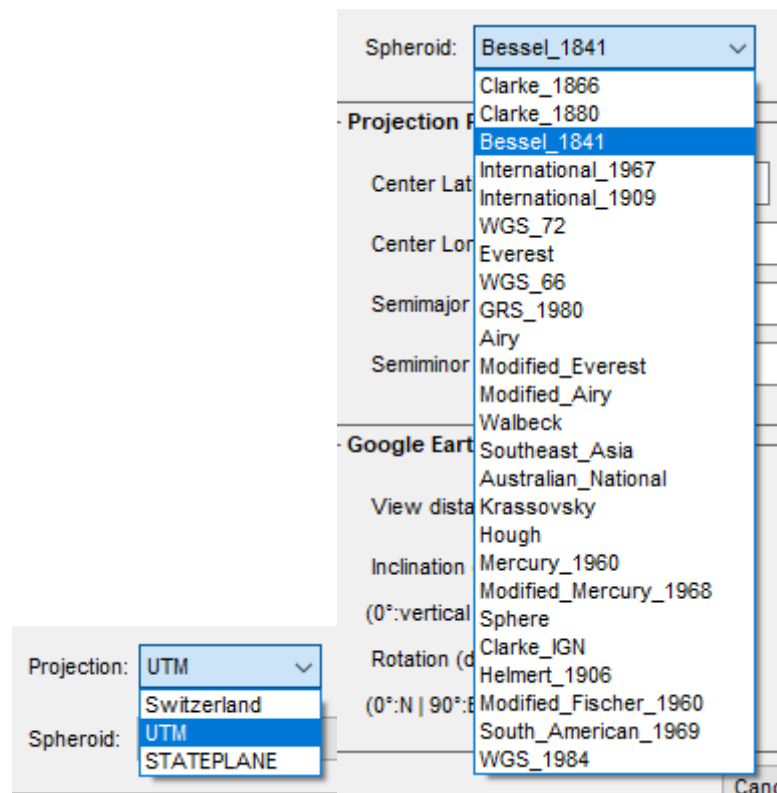 Spheroid: Bessel_1841
Clarke_1866
Clarke_1880
Projection
Bessel_1841
International_1967
Center Lat
International_1909
WGS_72
Center Lon
Everest
WGS_66
Semimajor
GRS_1980
Airy
Semiminor
Modified_Everest
Modified_Airy
Walbeck
Google Eart
Southeast_Asia
Australian_National
View dista
Krassovsky
Hough
Inclination
Mercury_1960
Modified_Mercury_1968
(0°:vertical
Sphere
Clarke_IGN
Rotation (d
Helmert_1906
(0°:N | 90°:E
Modified_Fischer_1960
South_American_1969
WGS_1984
Canc
Projection: UTM
Switzerland
UTM
Spheroid:
STATEPLANE